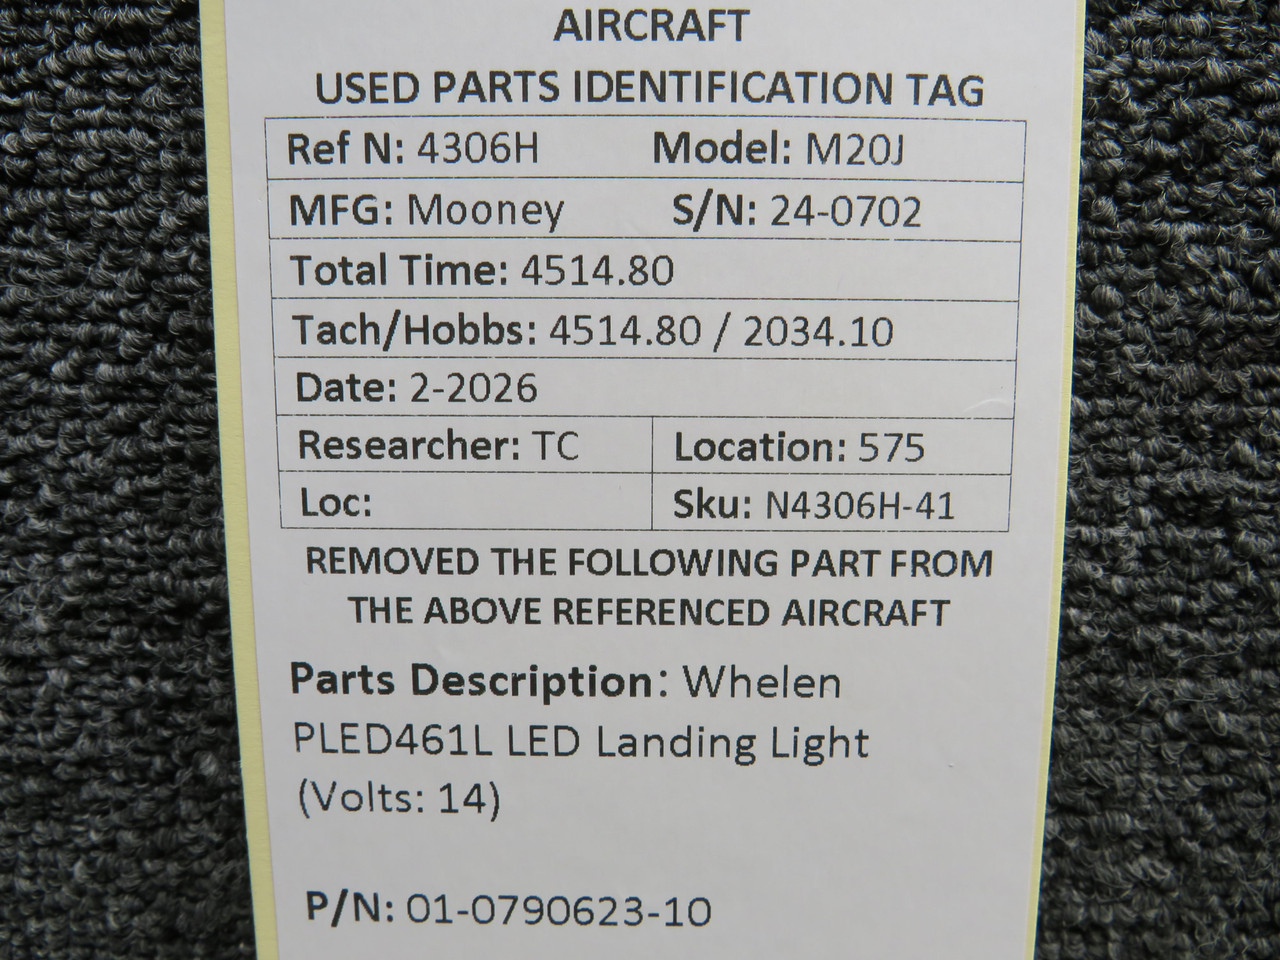 AIRCRAFT
USED PARTS IDENTIFICATION TAG
Ref N: 4306H Model: M20J
MFG: Mooney S/N: 24-0702
Total Time: 4514.80
Tach/Hobbs: 4514.80 / 2034.10
Date: 2-2026
Researcher: TC Location: 575
Loc: Sku: N4306H-41
REMOVED THE FOLLOWING PART FROM
THE ABOVE REFERENCED AIRCRAFT
Parts Description: Whelen
PLED461L LED Landing Light
(Volts: 14)
P/N: 01-0790623-10